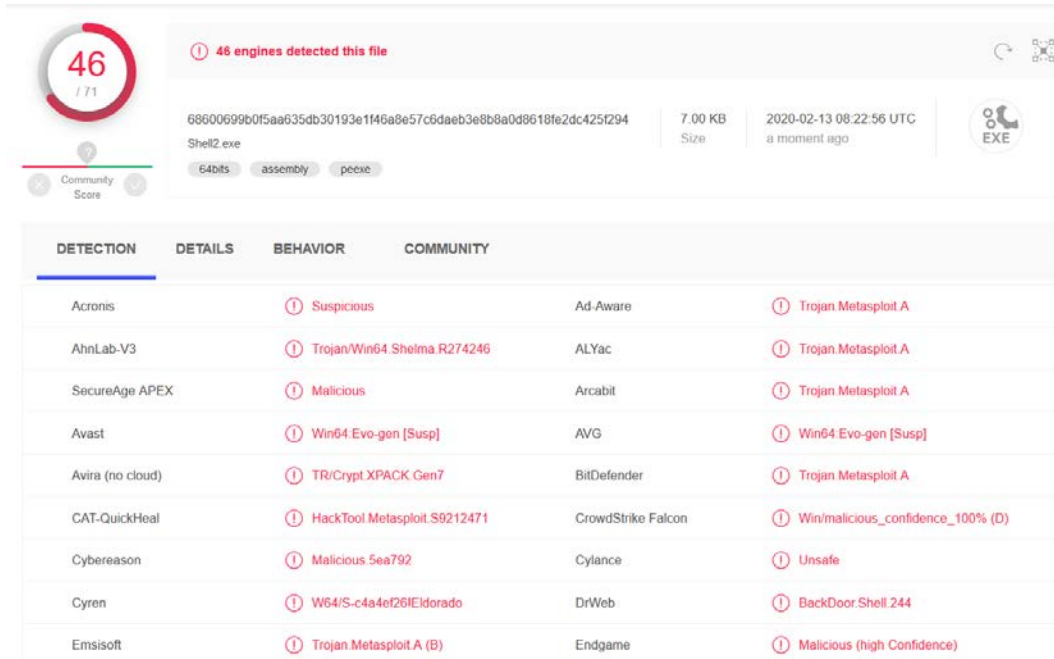 46
/ 71
46 engines detected this file
68600699b0f5aa635db30193e1f46a8e57c6daeb3e8b8a0d8618fe2dc425f294
Shell2.exe
64bits assembly peexe
7.00 KB
Size
2020-02-13 08:22:56 UTC
a moment ago
EXE
?
Community
Score
DETECTION DETAILS BEHAVIOR COMMUNITY
Acronis Suspicious Ad-Aware Trojan.Metasploit.A
AhnLab-V3 Trojan/Win64.Shelma.R274246 ALYac Trojan.Metasploit.A
SecureAge APEX Malicious Arcabit Trojan.Metasploit.A
Avast Win64:Evo-gen [Susp] AVG Win64:Evo-gen [Susp]
Avira (no cloud) TR/Crypt.XPACK.Gen7 BitDefender Trojan.Metasploit.A
CAT-QuickHeal HackTool.Metasploit.S9212471 CrowdStrike Falcon Win/malicious_confidence_100% (D)
Cybereason Malicious.5ea792 Cylance Unsafe
Cyren W64/S-c4a4ef26!Eldorado DrWeb BackDoor.Shell.244
Emsisoft Trojan.Metasploit.A (B) Endgame Malicious (high Confidence)